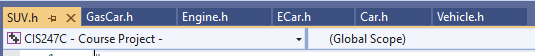 SUV.h GasCar.h Engine.h ECar.h Car.h Vehicle.h
CIS247C - Course Project - (Global Scope)